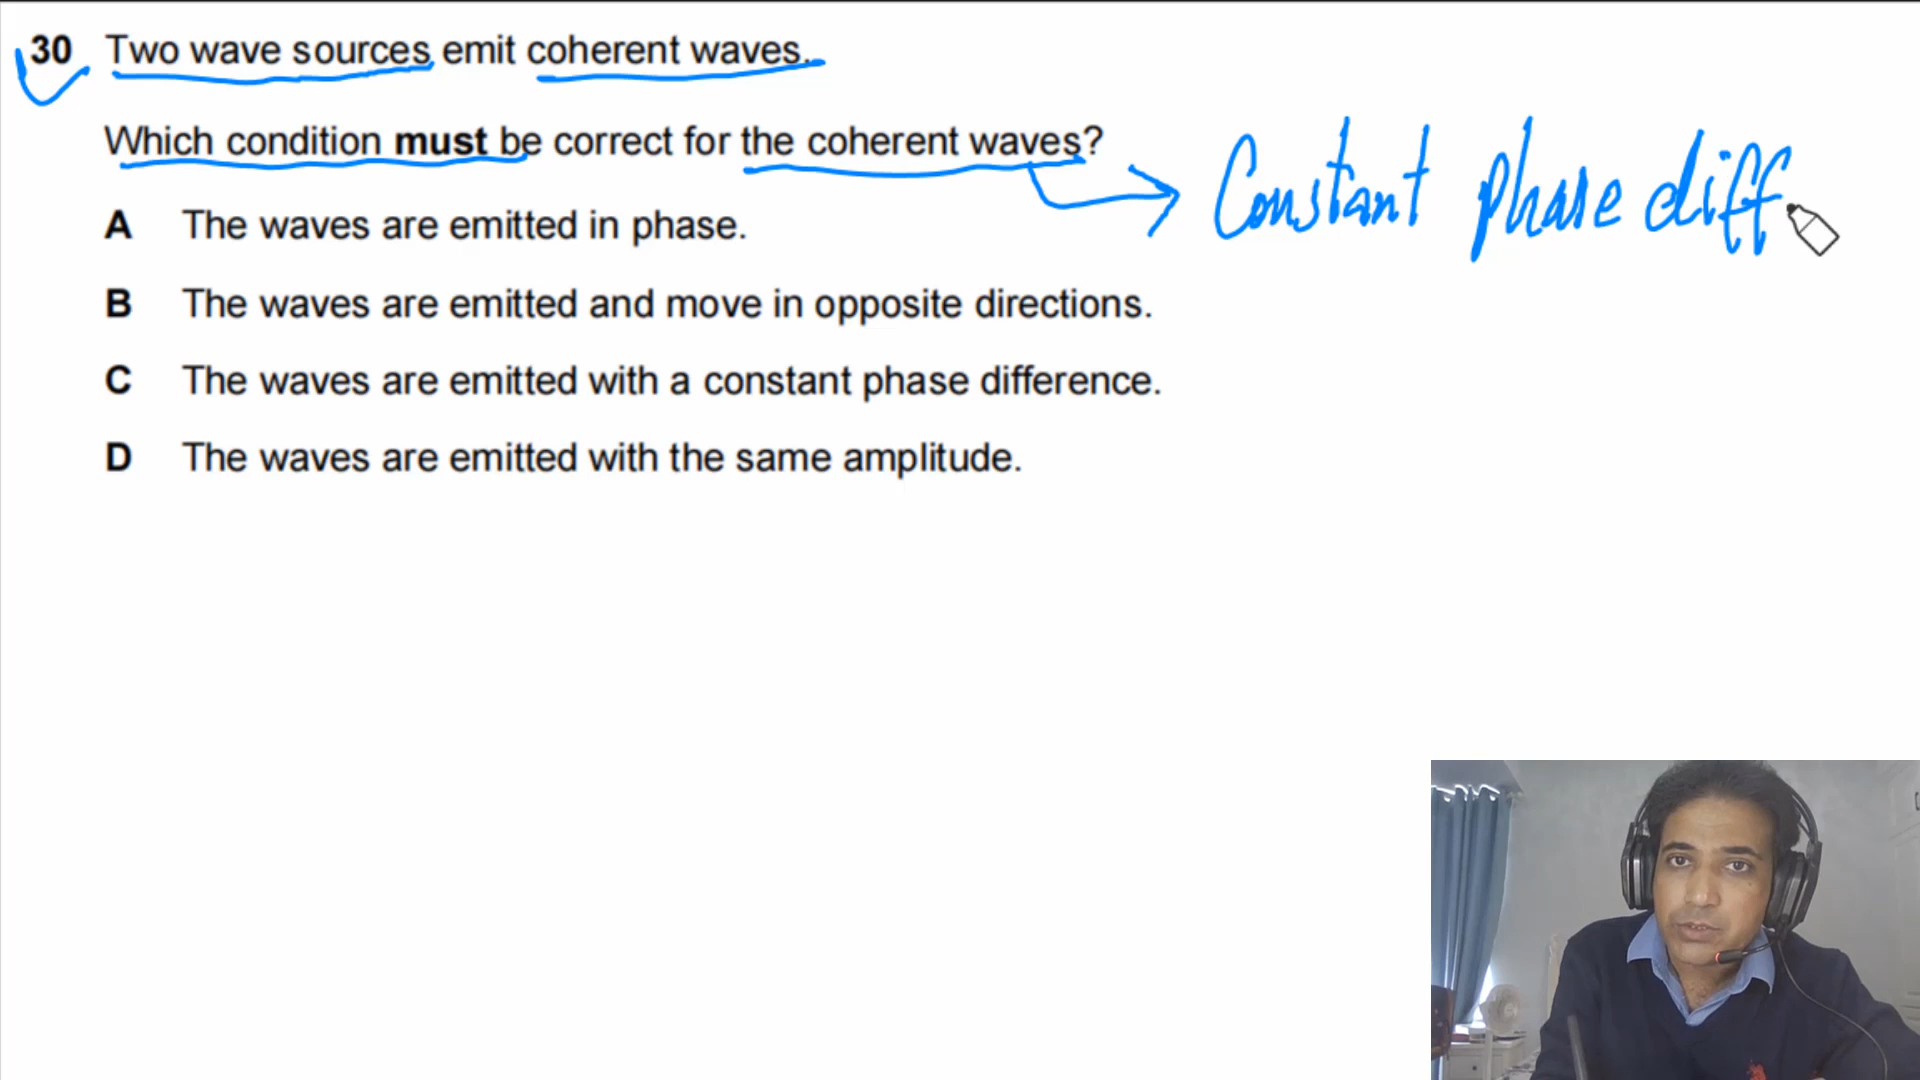 30 Two wave sources emit coherent waves.
Which condition must be correct for the coherent waves?
Constant phase diff
A The waves are emitted in phase.
B The waves are emitted and move in opposite directions.
C The waves are emitted with a constant phase difference.
D The waves are emitted with the same amplitude.